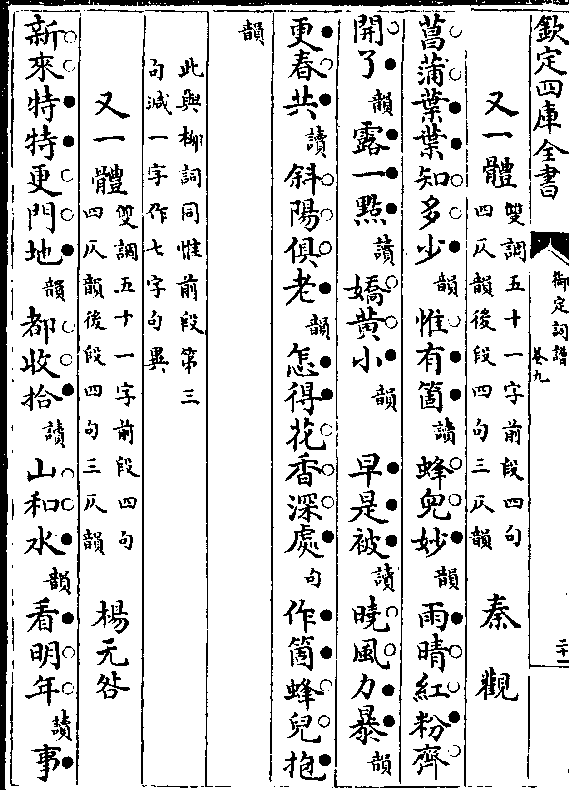 欽定四庫全書
御定詞譜
卷九
二十一
又一體 雙調五十一字前段四句四仄韻後段四句三仄韻 秦觀
菖蒲葉葉知多少韻惟有箇讀蜂兒妙韻雨晴紅粉齊
開了韻露一點讀嬌黃小韻 早是被讀曉風力暴韻
更春共讀斜陽俱老韻怎得花香深處句作箇蜂兒抱
韻
此與柳詞同惟前段第三句減一字作七字句異
又一體 雙調五十一字前段四句四仄韻後段四句三仄韻 楊元咎
新來特特更門地韻都收拾讀山和水韻看明年讀事